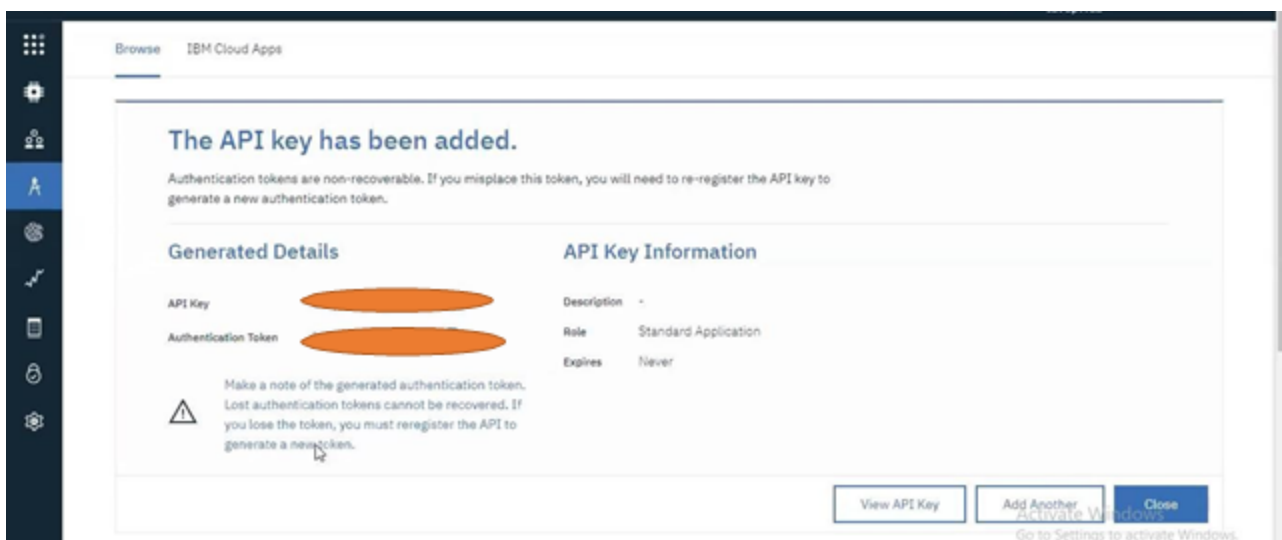 Browse IBM Cloud Apps
The API key has been added.
Authentication tokens are non-recoverable. If you misplace this token, you will need to re-register the API key to
generate a new authentication token.
Generated Details
API Key
Authentication Token
Make a note of the generated authentication token.
Lost authentication tokens cannot be recovered. If
you lose the token, you must reregister the API to
generate a new token.
API Key Information
Description -
Role Standard Application
Expires Never
View API Key Add Another Close
Activate Windows
Go to Settings to activate Windows.